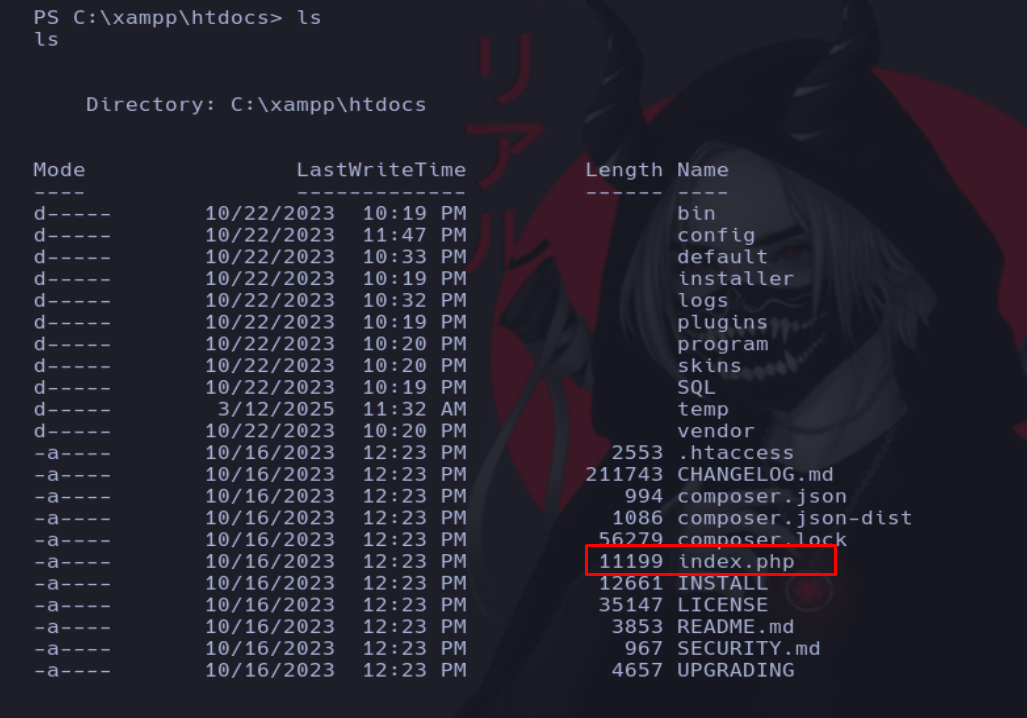 PS C:\xampp\htdocs> ls
ls
リアル
Directory: C:\xampp\htdocs
Mode LastWriteTime Length Name
---- ------------- ------ ----
d----- 10/22/2023 10:19 PM bin
d----- 10/22/2023 11:47 PM config
d----- 10/22/2023 10:33 PM default
d----- 10/22/2023 10:19 PM installer
d----- 10/22/2023 10:32 PM logs
d----- 10/22/2023 10:19 PM plugins
d----- 10/22/2023 10:20 PM program
d----- 10/22/2023 10:20 PM skins
d----- 10/22/2023 10:19 PM SQL
d----- 3/12/2025 11:32 AM temp
d----- 10/22/2023 10:20 PM vendor
-a---- 10/16/2023 12:23 PM 2553 .htaccess
-a---- 10/16/2023 12:23 PM 211743 CHANGELOG.md
-a---- 10/16/2023 12:23 PM 994 composer.json
-a---- 10/16/2023 12:23 PM 1086 composer.json-dist
-a---- 10/16/2023 12:23 PM 56279 composer.lock
-a---- 10/16/2023 12:23 PM 11199 index.php
-a---- 10/16/2023 12:23 PM 12661 INSTALL
-a---- 10/16/2023 12:23 PM 35147 LICENSE
-a---- 10/16/2023 12:23 PM 3853 README.md
-a---- 10/16/2023 12:23 PM 967 SECURITY.md
-a---- 10/16/2023 12:23 PM 4657 UPGRADING